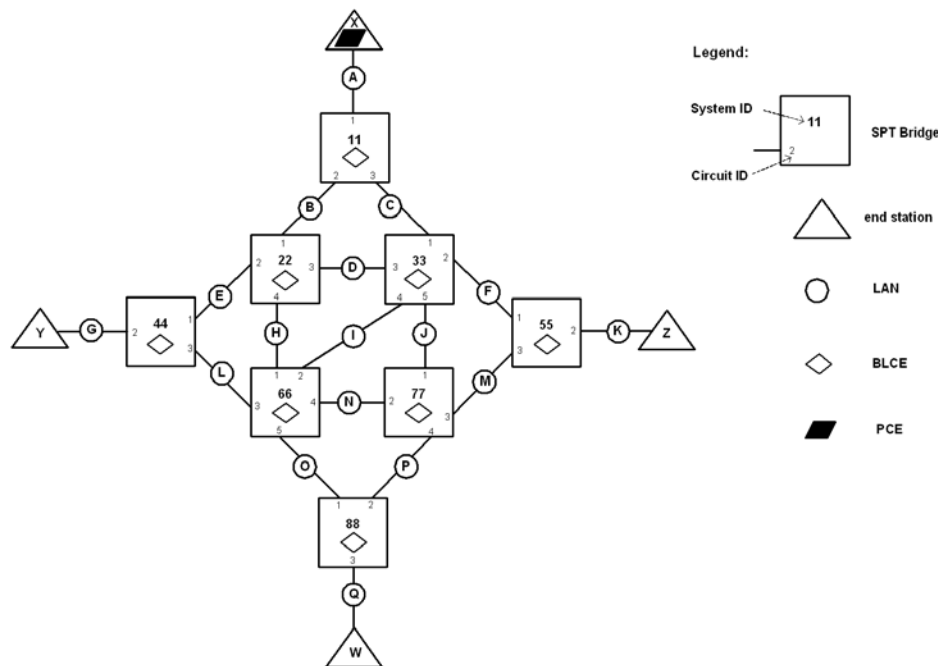 X
A
Legend:
1
11
2 3
System ID
11
SPT Bridge
2
Circuit ID
B
C
end station
1
22
2
3
4
D
1
33
2
3
4 5
E
F
LAN
Y
G
44
2
1
3
H
I
J
55
1
2
3
K
Z
L
M
BLCE
1
2
66
3
4
5
N
1
77
2
3
4
PCE
O
P
1 2
88
3
Q
W